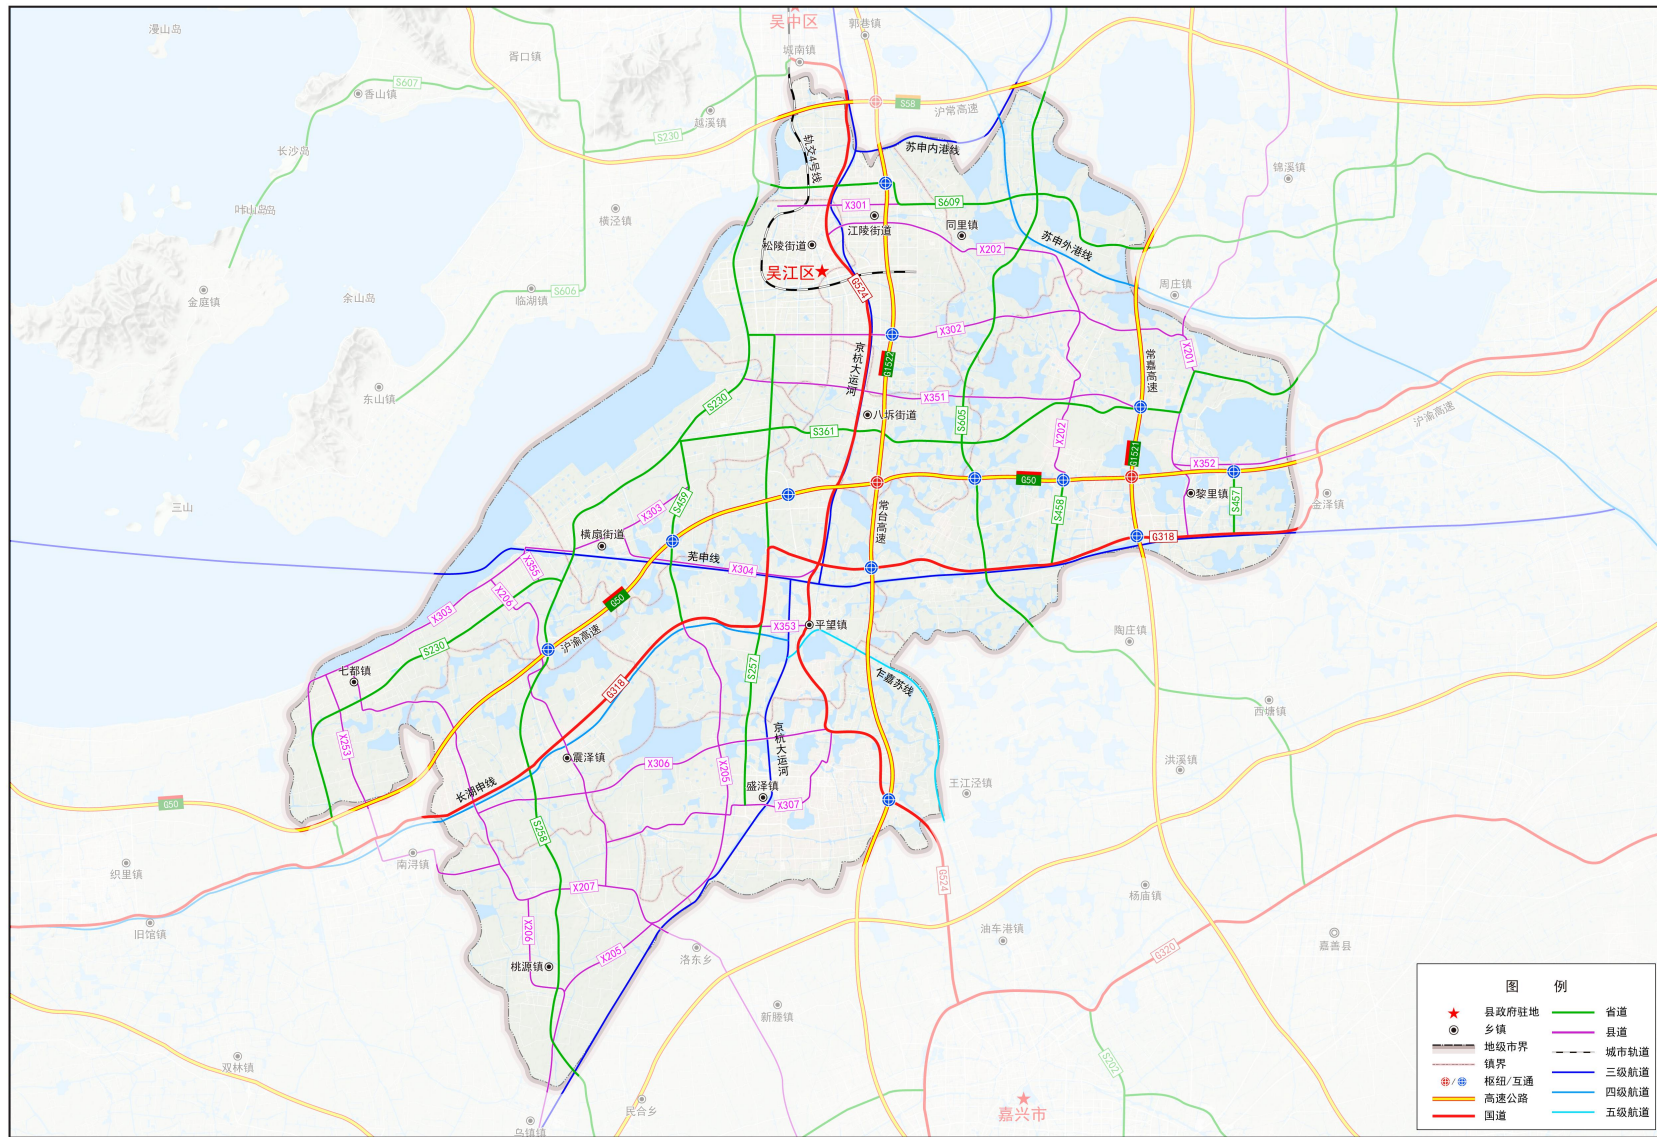 吴中区
漫山岛
郭巷镇
城南镇
胥口镇
S607
香山镇
S58
沪常高速
越溪镇
S230
轨交4号线
苏申内港线
长沙岛
锦溪镇
叶山岛
横泾镇
X301
S609
江陵街道
同里镇
松陵街道
X202
苏申外港线
吴江区
G524
周庄镇
金庭镇
余山岛
S606
临湖镇
X302
X201
京杭大运河
G1522
常嘉高速
东山镇
S230
X351
八坼街道
S605
沪渝高速
S361
X202
G1521
X352
S459
G50
黎里镇
S457
金泽镇
三山
X303
S458
常台高速
横扇街道
G318
芜申线
X355
X304
X206
G50
X303
X353
平望镇
陶庄镇
沪渝高速
S230
七都镇
S257
乍嘉苏线
G318
西塘镇
X253
京杭大运河
震泽镇
X306
X205
洪溪镇
王江泾镇
长湖申线
盛泽镇
X307
G50
S258
织里镇
南浔镇
X207
G524
杨庙镇
旧馆镇
X206
油车港镇
嘉善县
X205
洛东乡
G320
桃源镇
新塍镇
双林镇
S202
民合乡
嘉兴市
乌镇镇
图 例
县政府驻地
乡镇
地级市界
镇界
枢纽/互通
高速公路
国道
省道
县道
城市轨道
三级航道
四级航道
五级航道